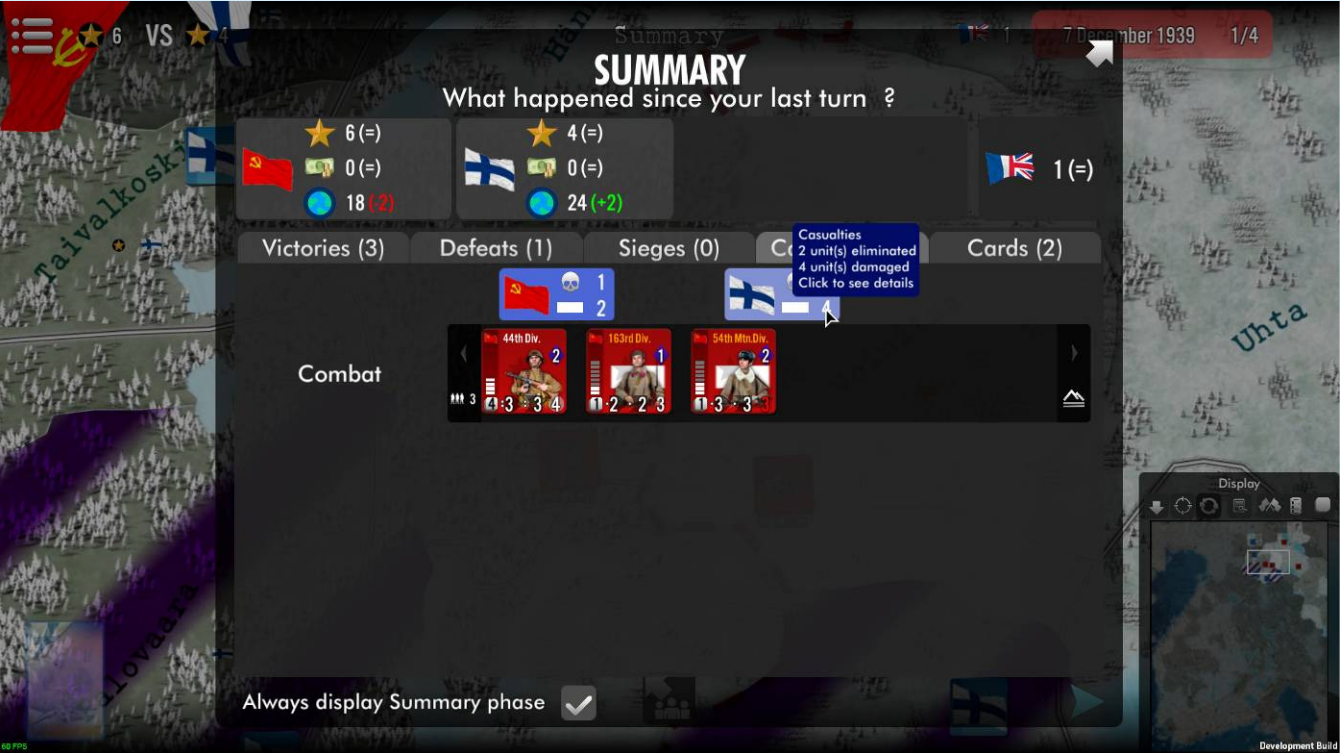 6 VS 4
Summary
1
7 December 1939 1/4
SUMMARY
What happened since your last turn ?
6 (=)
0 (=)
18 (-2)
4 (=)
0 (=)
24 (+2)
1 (=)
Taivalkoski
Victories (3)
Defeats (1)
Sieges (0)
Cards (2)
Casualties
2 unit(s) eliminated
4 unit(s) damaged
Click to see details
1
2
4
Uhta
Combat
3
44th Div.
2
4 3 3 4
163rd Div.
1
1 2 2 3
54th Mtn.Div.
2
1 3 3 3
Display
Always display Summary phase
60 FPS
Development Build